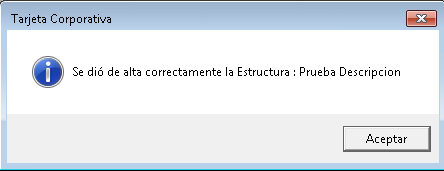 Tarjeta Corporativa
Se dió de alta correctamente la Estructura : Prueba Descripcion
Aceptar